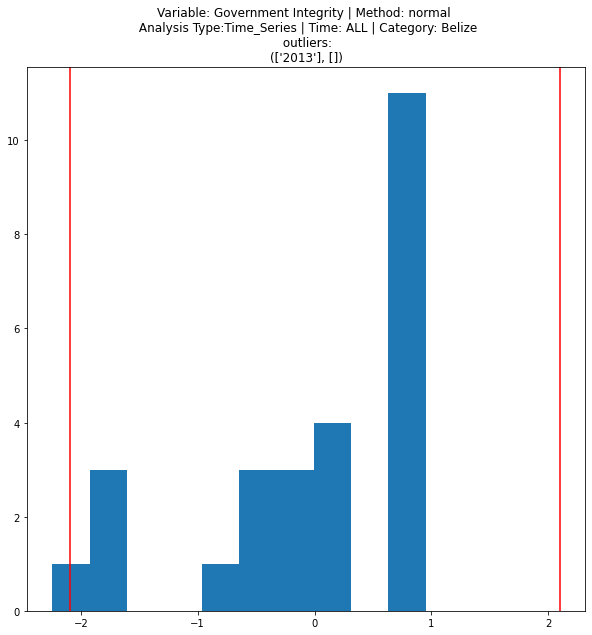 Variable: Government Integrity | Method: normal
Analysis Type:Time_Series | Time: ALL | Category: Belize
outliers:
(['2013'], [])
10
8
6
4
2
0
−2 −1 0 1 2